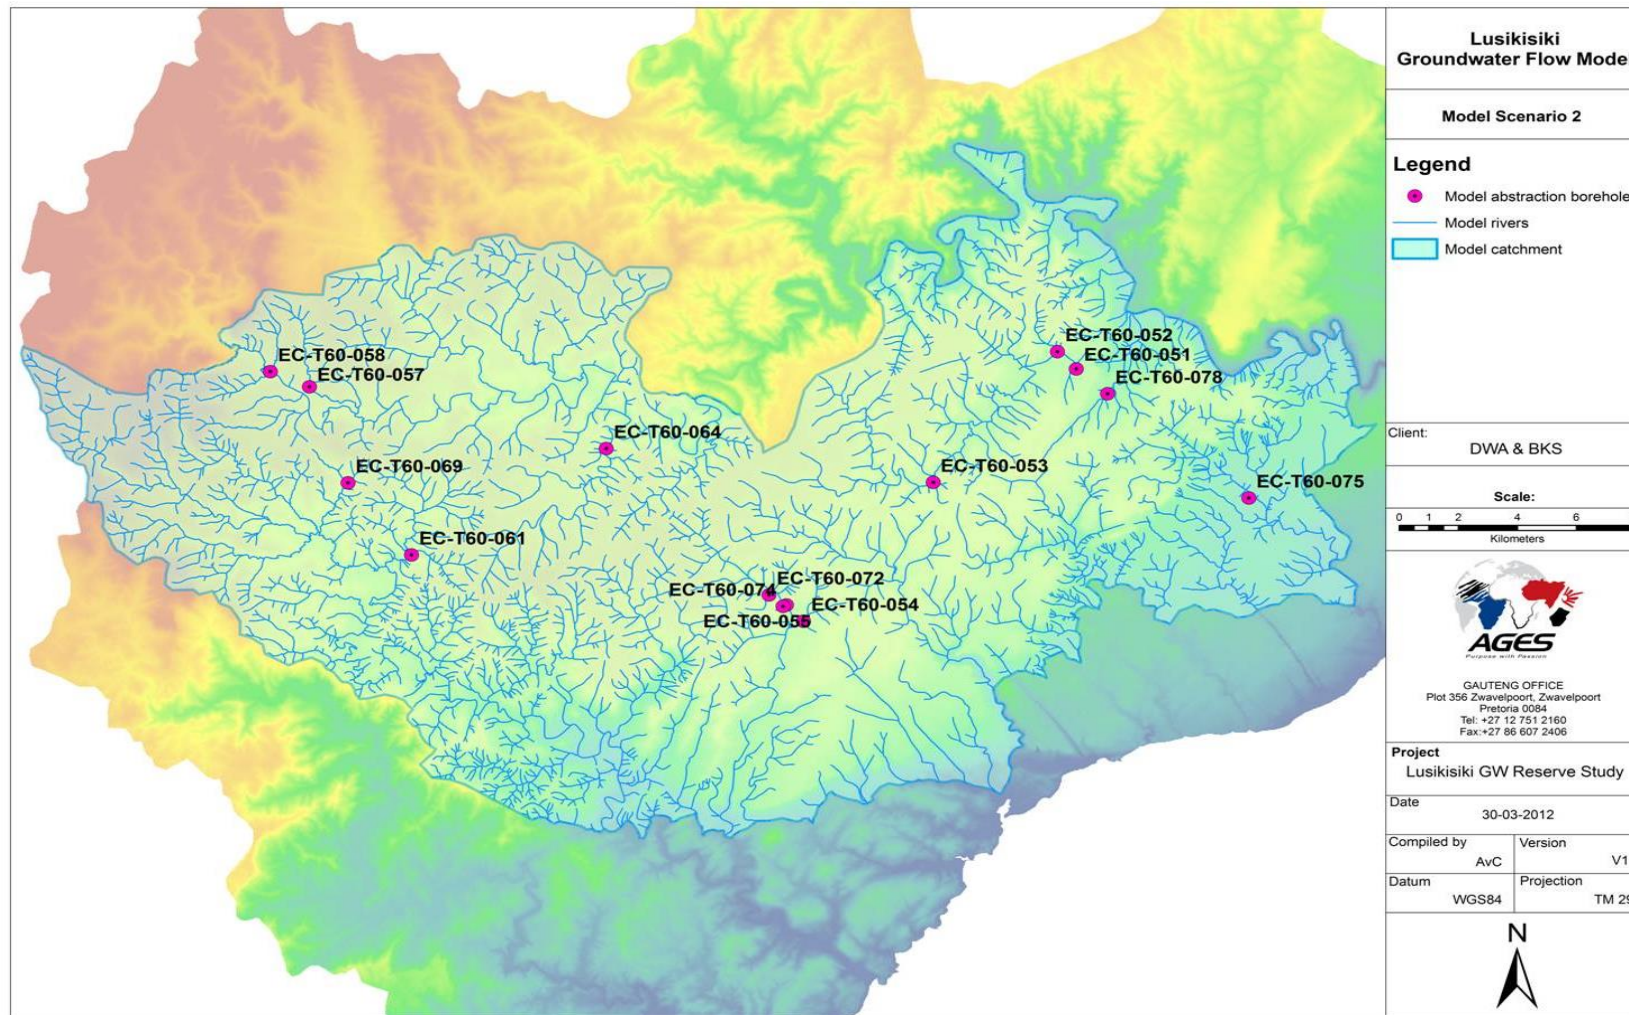 Lusikisiki
Groundwater Flow Model
Model Scenario 2
Legend
Model abstraction borehole
Model rivers
Model catchment
Client:
DWA & BKS
Scale:
0 1 2 4 6
Kilometers
AGES
Purpose with Passion
GAUTENG OFFICE
Plot 356 Zwavelpoort, Zwavelpoort
Pretoria 0084
Tel: +27 12 751 2160
Fax:+27 86 607 2406
Project
Lusikisiki GW Reserve Study
Date
30-03-2012
Compiled by
AvC
Version
V1
Datum
WGS84
Projection
TM 29
N
EC-T60-052
EC-T60-051
EC-T60-078
EC-T60-058
EC-T60-057
EC-T60-064
EC-T60-069
EC-T60-053
EC-T60-075
EC-T60-061
EC-T60-072
EC-T60-074
EC-T60-054
EC-T60-055